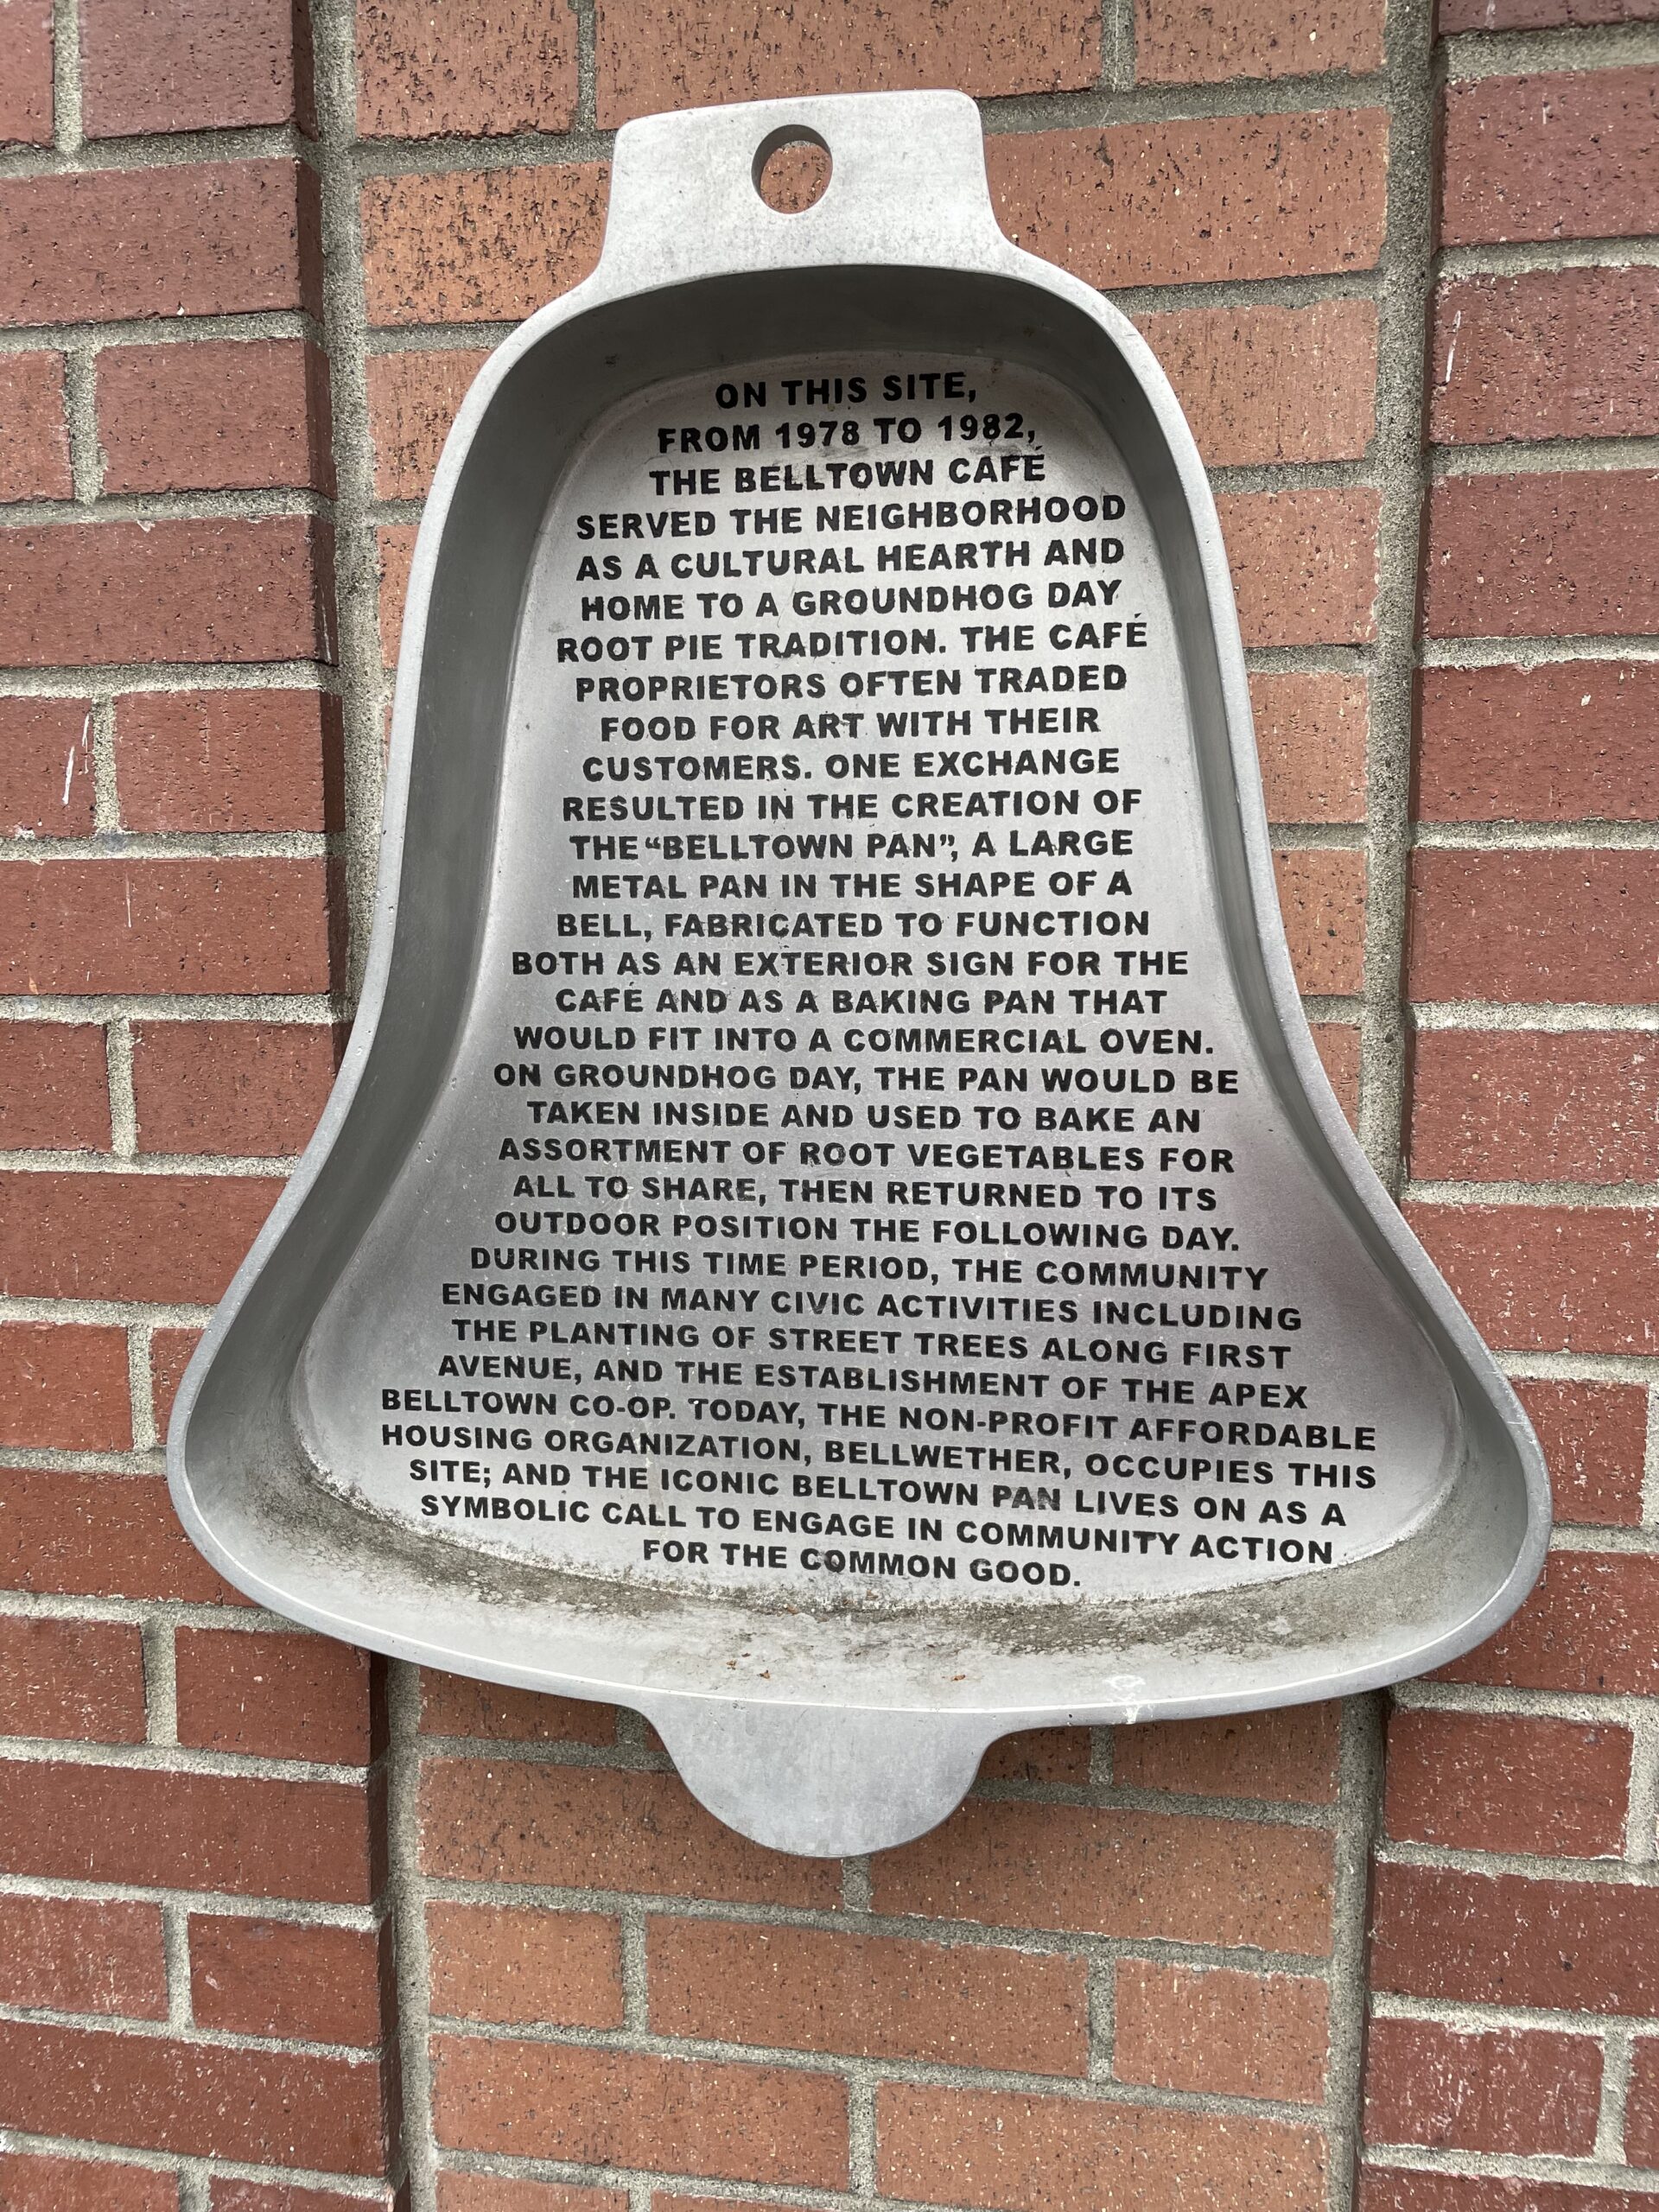 ON THIS SITE,
FROM 1978 TO 1982,
THE BELLTOWN CAFÉ
SERVED THE NEIGHBORHOOD
AS A CULTURAL HEARTH AND
HOME TO A GROUNDHOG DAY
ROOT PIE TRADITION. THE CAFÉ
PROPRIETORS OFTEN TRADED
FOOD FOR ART WITH THEIR
CUSTOMERS. ONE EXCHANGE
RESULTED IN THE CREATION OF
THE “BELLTOWN PAN”, A LARGE
METAL PAN IN THE SHAPE OF A
BELL, FABRICATED TO FUNCTION
BOTH AS AN EXTERIOR SIGN FOR THE
CAFÉ AND AS A BAKING PAN THAT
WOULD FIT INTO A COMMERCIAL OVEN.
ON GROUNDHOG DAY, THE PAN WOULD BE
TAKEN INSIDE AND USED TO BAKE AN
ASSORTMENT OF ROOT VEGETABLES FOR
ALL TO SHARE, THEN RETURNED TO ITS
OUTDOOR POSITION THE FOLLOWING DAY.
DURING THIS TIME PERIOD, THE COMMUNITY
ENGAGED IN MANY CIVIC ACTIVITIES INCLUDING
THE PLANTING OF STREET TREES ALONG FIRST
AVENUE, AND THE ESTABLISHMENT OF THE APEX
BELLTOWN CO-OP. TODAY, THE NON-PROFIT AFFORDABLE
HOUSING ORGANIZATION, BELLWETHER, OCCUPIES THIS
SITE; AND THE ICONIC BELLTOWN PAN LIVES ON AS A
SYMBOLIC CALL TO ENGAGE IN COMMUNITY ACTION
FOR THE COMMON GOOD.